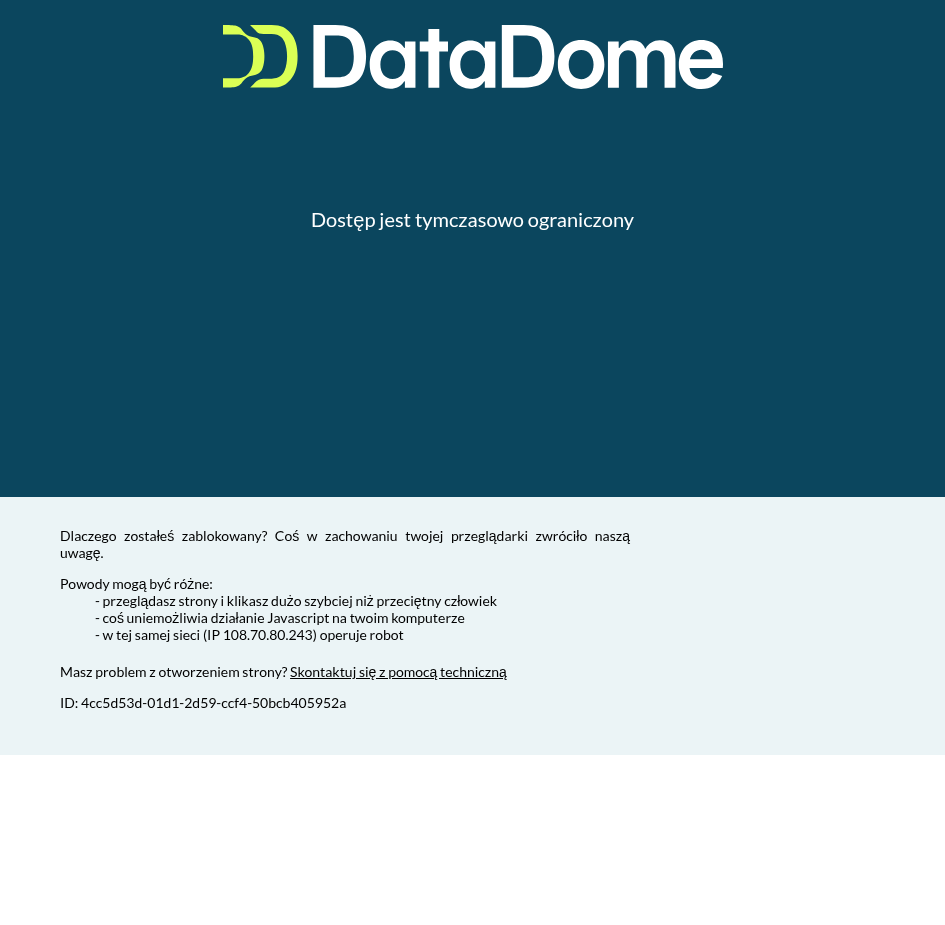 DataDome
Dostęp jest tymczasowo ograniczony
Dlaczego zostałeś zablokowany? Coś w zachowaniu twojej przeglądarki zwróciło naszą
uwagę.
Powody mogą być różne:
- przeglądasz strony i klikasz dużo szybciej niż przeciętny człowiek
- coś uniemożliwia działanie Javascript na twoim komputerze
- w tej samej sieci (IP 108.70.80.243) operuje robot
Masz problem z otworzeniem strony? Skontaktuj się z pomocą techniczną
ID: 4cc5d53d-01d1-2d59-ccf4-50bcb405952a